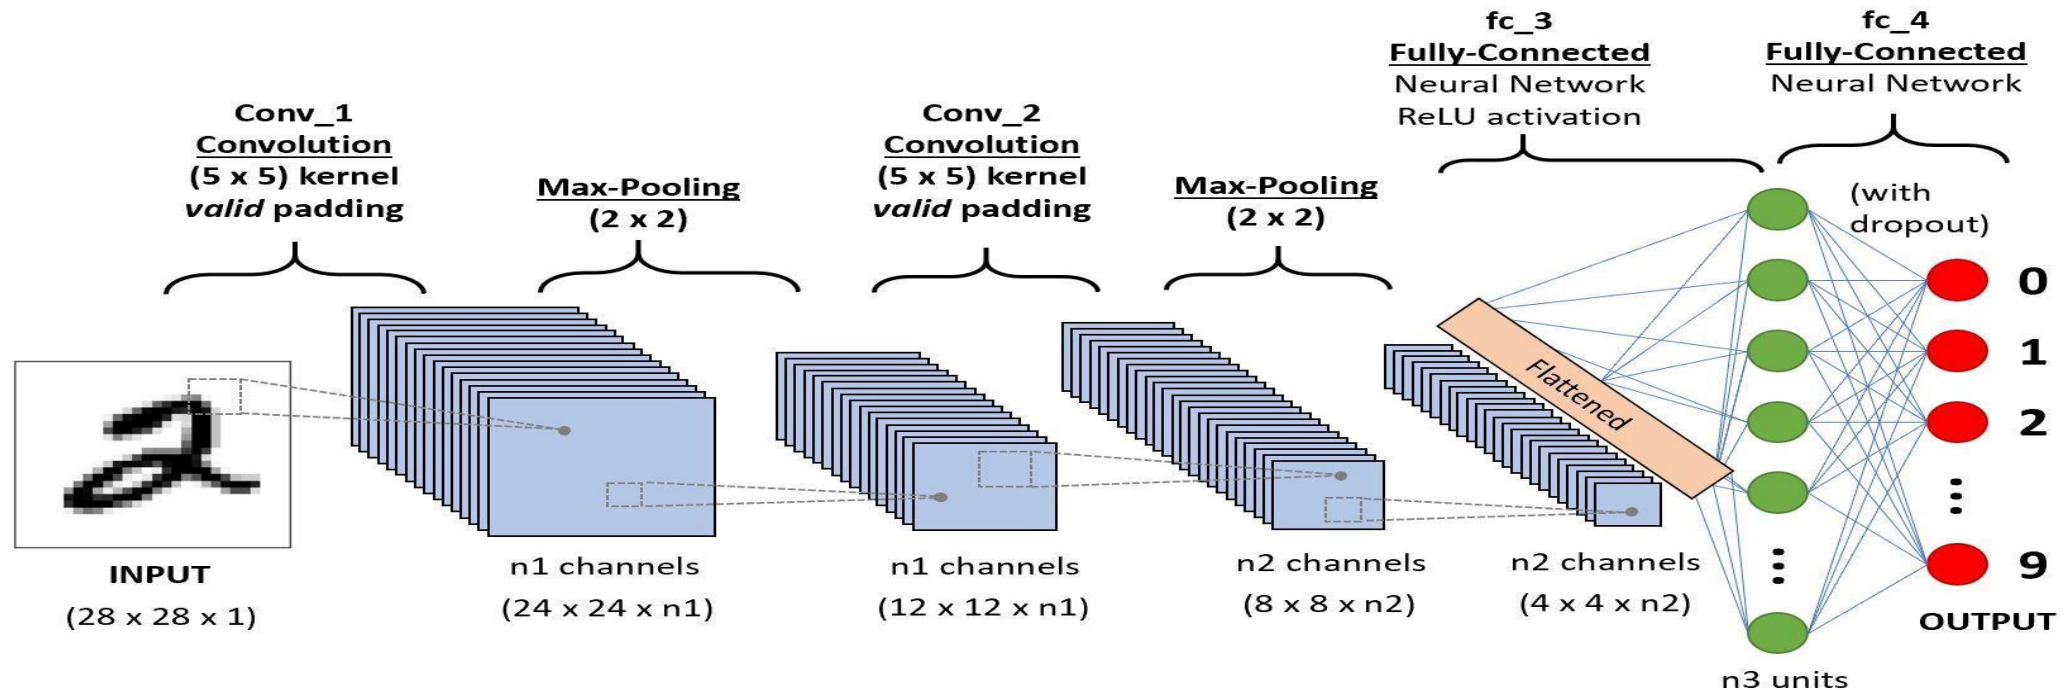 Conv_1
Convolution
(5 x 5) kernel
valid padding
Max-Pooling
(2 x 2)
Conv_2
Convolution
(5 x 5) kernel
valid padding
Max-Pooling
(2 x 2)
fc_3
Fully-Connected
Neural Network
ReLU activation
fc_4
Fully-Connected
Neural Network
(with
dropout)
Flattened
0
1
2
9
OUTPUT
INPUT
(28 x 28 x 1)
n1 channels
(24 x 24 x n1)
n1 channels
(12 x 12 x n1)
n2 channels
(8 x 8 x n2)
n2 channels
(4 x 4 x n2)
n3 units
2